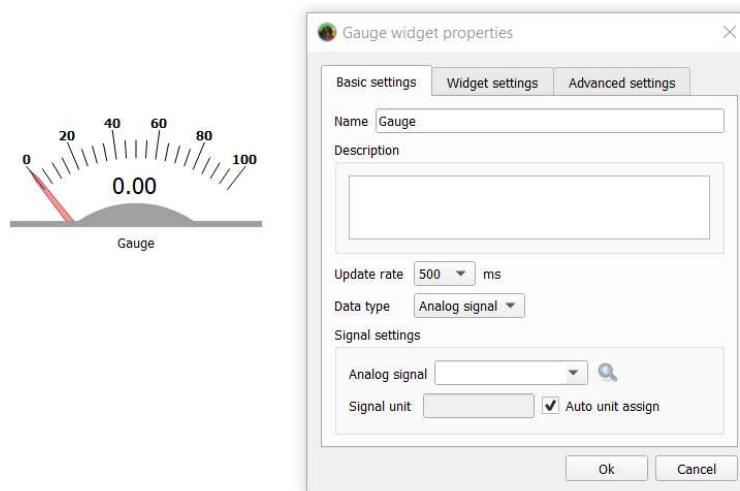 Gauge widget properties
Basic settings
Widget settings
Advanced settings
Name Gauge
Description
Update rate 500 ms
Data type Analog signal
Signal settings
Analog signal
Signal unit Auto unit assign
Ok Cancel
0 20 40 60 80 100
0.00
Gauge